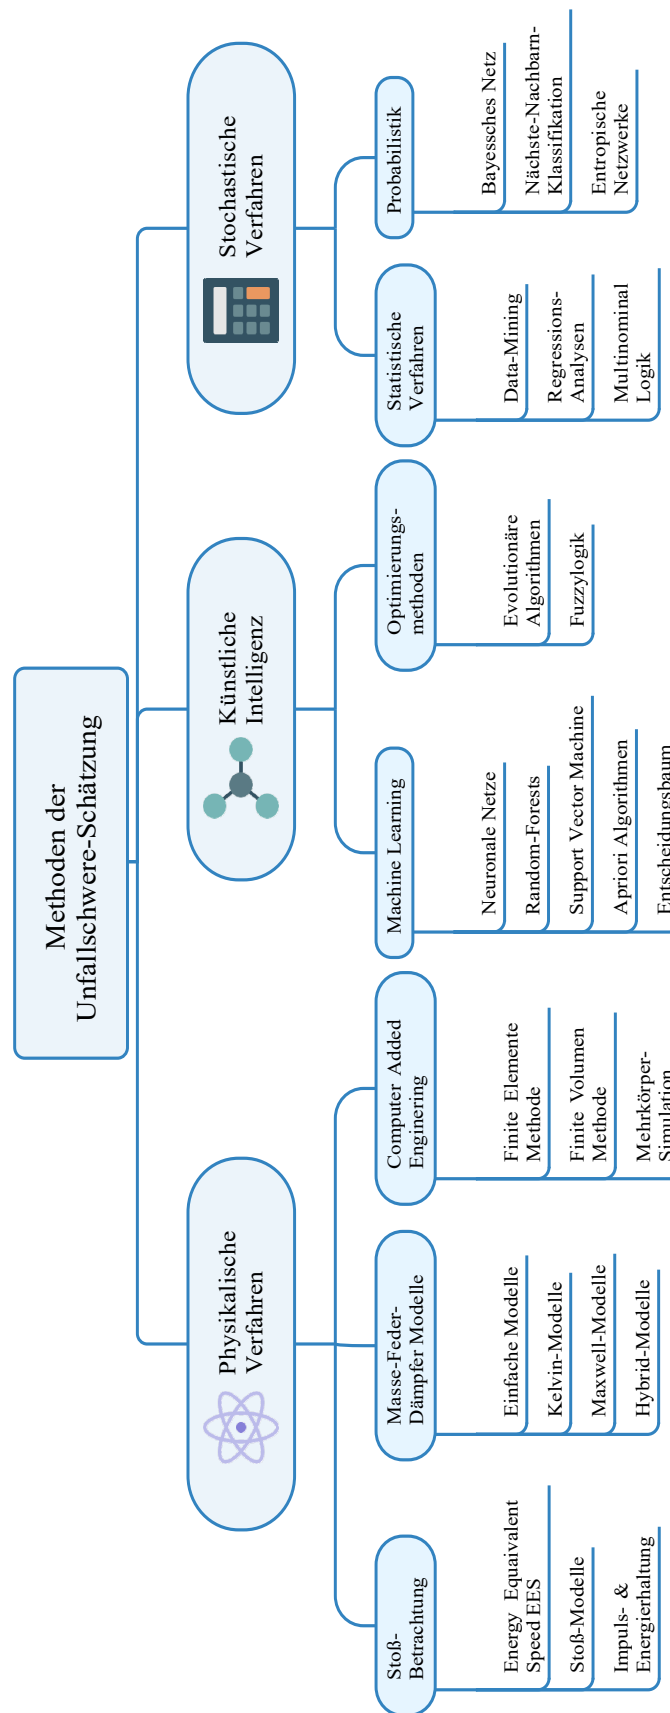 Methoden der
Unfallschwere-Schätzung
Physikalische
Verfahren
Stoß-
Betrachtung
Energy Equaivalent
Speed EES
Stoß-Modelle
Impuls- &
Energierhaltung
Masse-Feder-
Dämpfer Modelle
Einfache Modelle
Kelvin-Modelle
Maxwell-Modelle
Hybrid-Modelle
Computer Added
Enginering
Finite Elemente
Methode
Finite Volumen
Methode
Mehrkörper-
Simulation
Künstliche
Intelligenz
Machine Learning
Neuronale Netze
Random-Forests
Support Vector Machine
Apriori Algorithmen
Entscheidungsbaum
Optimierungs-
methoden
Evolutionäre
Algorithmen
Fuzzylogik
Stochastische
Verfahren
Statistische
Verfahren
Data-Mining
Regressions-
Analysen
Multinominal
Logik
Probabilistik
Bayessches Netz
Nächste-Nachbarn-
Klassifikation
Entropische
Netzwerke